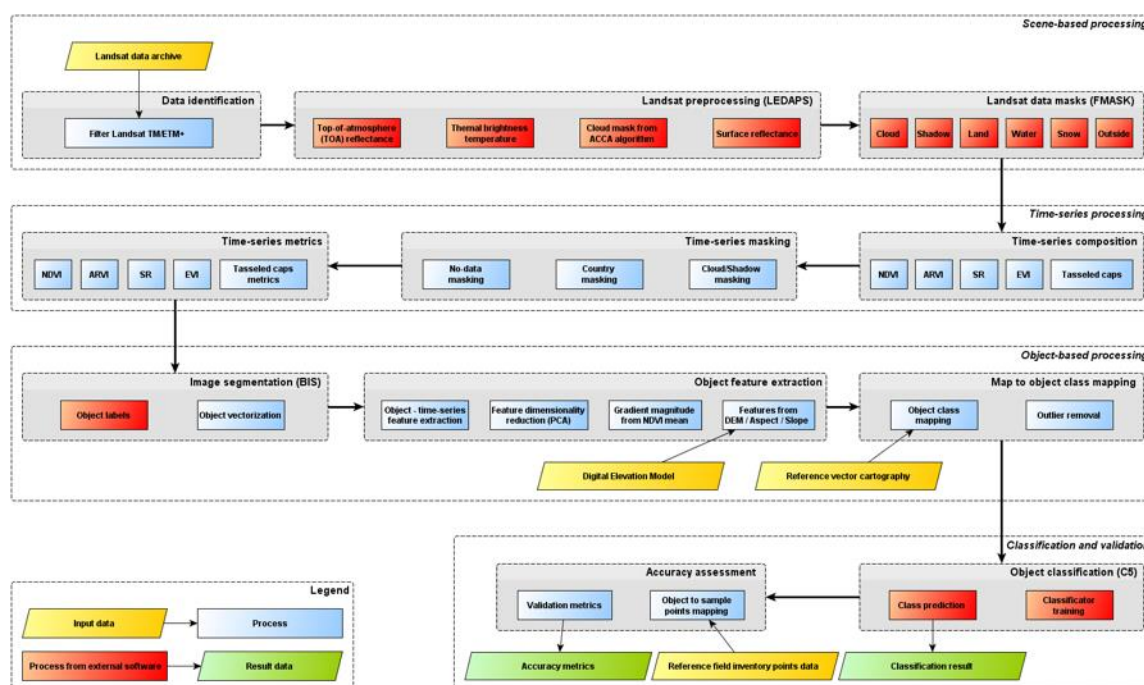 Scene-based processing
Landsat data archive
Data identification
Filter Landsat TM/ETM+
Landsat preprocessing (LEDAPS)
Top-of-atmosphere
(TOA) reflectance
Themal brightness
temperature
Cloud mask from
ACCA algorithm
Surface reflectance
Landsat data masks (FMASK)
Cloud
Shadow
Land
Water
Snow
Outside
Time-series processing
Time-series metrics
NDVI
ARVI
SR
EVI
Tasseled caps
metrics
Time-series masking
No-data
masking
Country
masking
Cloud/Shadow
masking
Time-series composition
NDVI
ARVI
SR
EVI
Tasseled caps
Object-based processing
Image segmentation (BIS)
Object labels
Object vectorization
Object feature extraction
Object - time-series
feature extraction
Feature dimensionality
reduction (PCA)
Gradient magnitude
from NDVI mean
Features from
DEM / Aspect / Slope
Digital Elevation Model
Map to object class mapping
Object class
mapping
Outlier removal
Reference vector cartography
Classification and validation
Accuracy assessment
Validation metrics
Object to sample
points mapping
Object classification (C5)
Class prediction
Classificator
training
Accuracy metrics
Reference field inventory points data
Classification result
Legend
Input data
Process
Process from external software
Result data